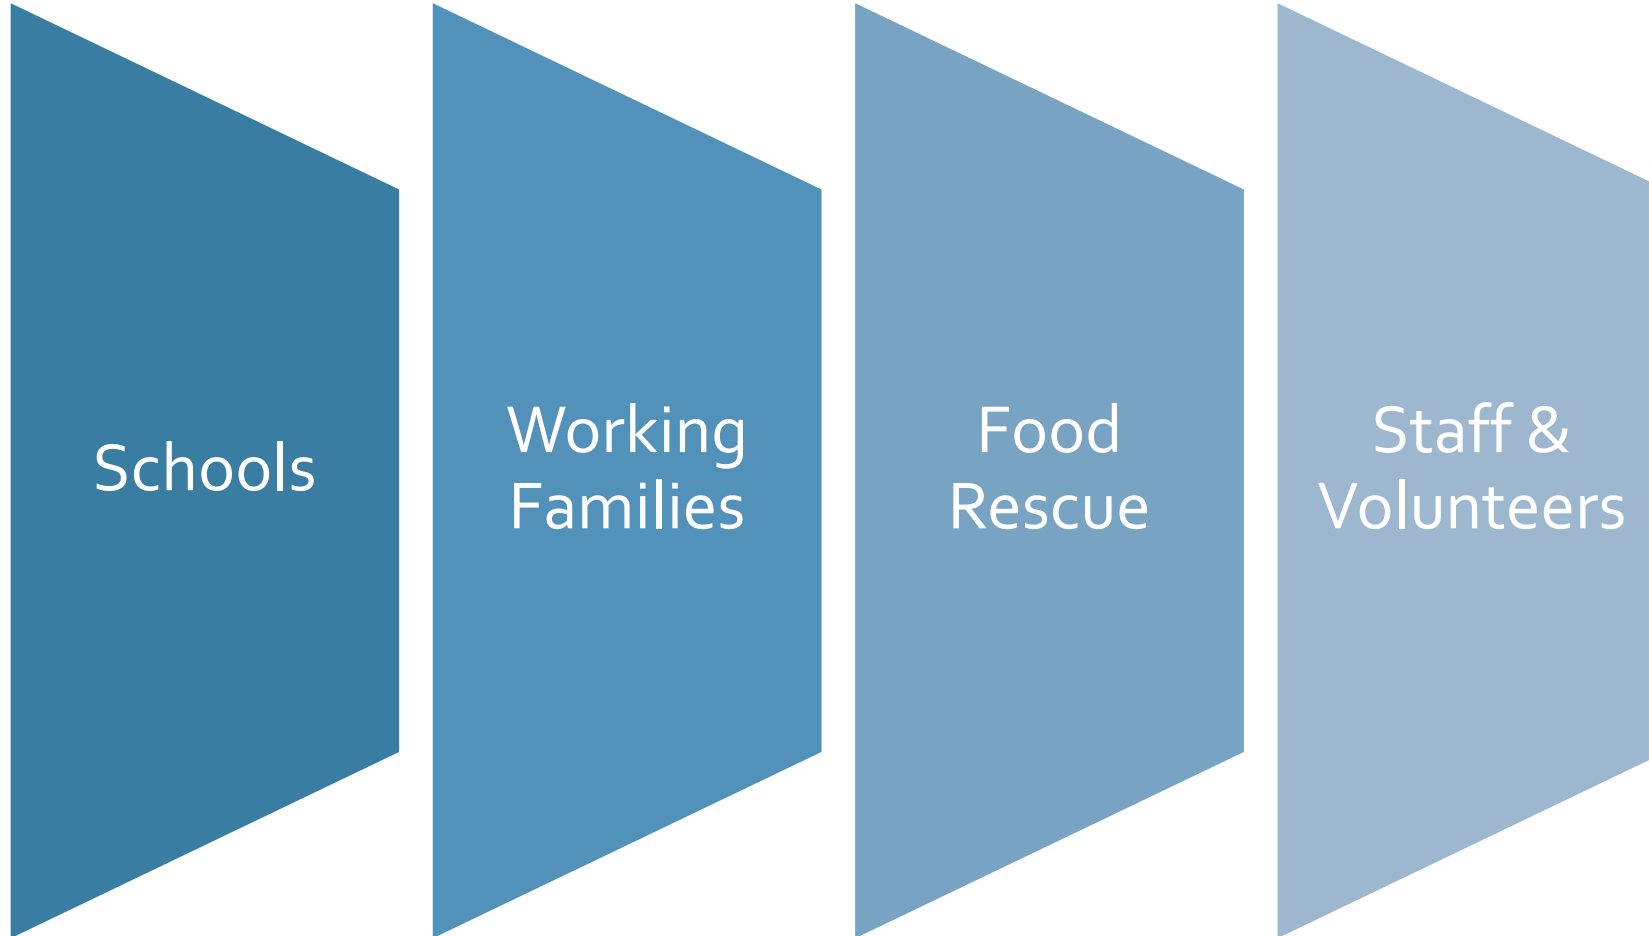 Schools
Working
Families
Food
Rescue
Staff &
Volunteers